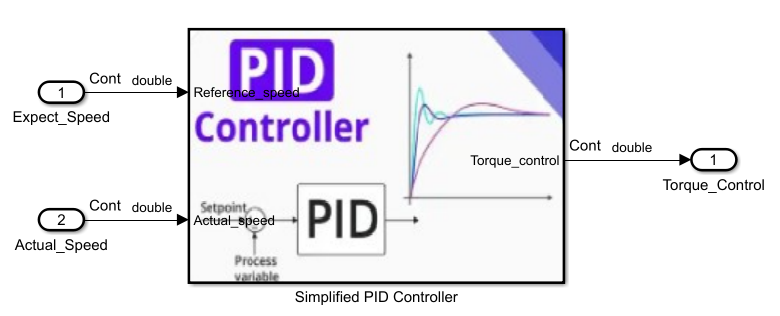 PID
Controller
Cont double
1
Expect_Speed
Reference_speed
Torque_control
Cont double
1
Torque_Control
Cont double
2
Actual_Speed
Setpoint
Actual_speed
PID
Process
variable
Simplified PID Controller